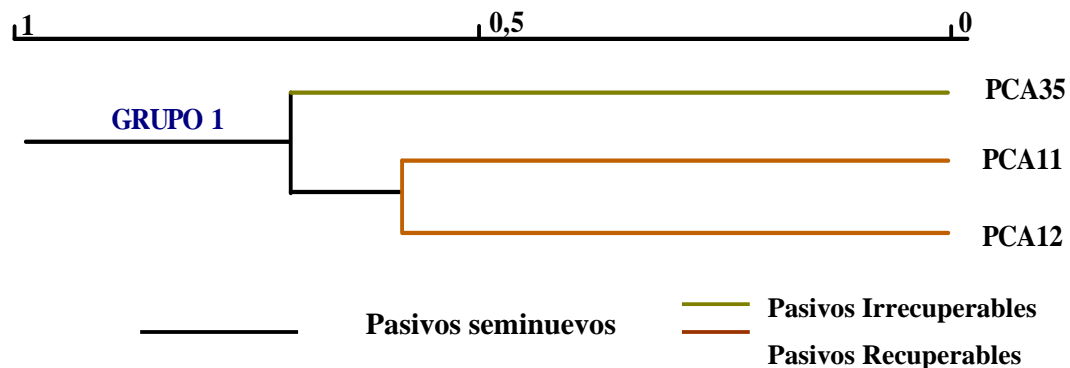 1 0,5 0
PCA35
GRUPO 1
PCA11
PCA12
Pasivos seminuevos
Pasivos Irrecuperables
Pasivos Recuperables